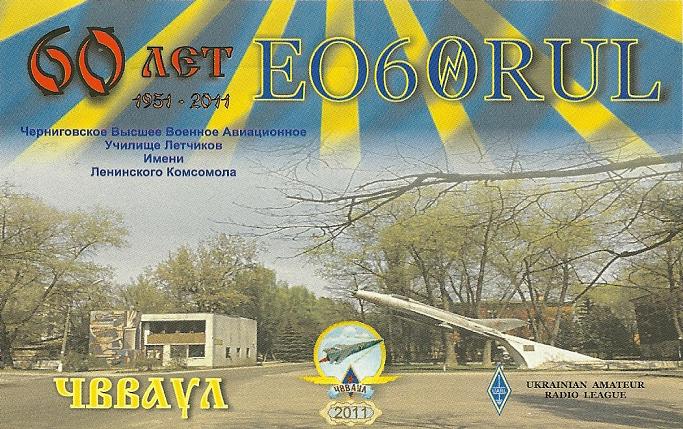 60 ЛЕТ
1951 - 2011
EO60RUL
Черниговское Высшее Военное Авиационное
Училище Летчиков
Имени
Ленинского Комсомола
ЧВВАУЛ
ЧВВАУЛ
2011
UKRAINIAN AMATEUR
RADIO LEAGUE